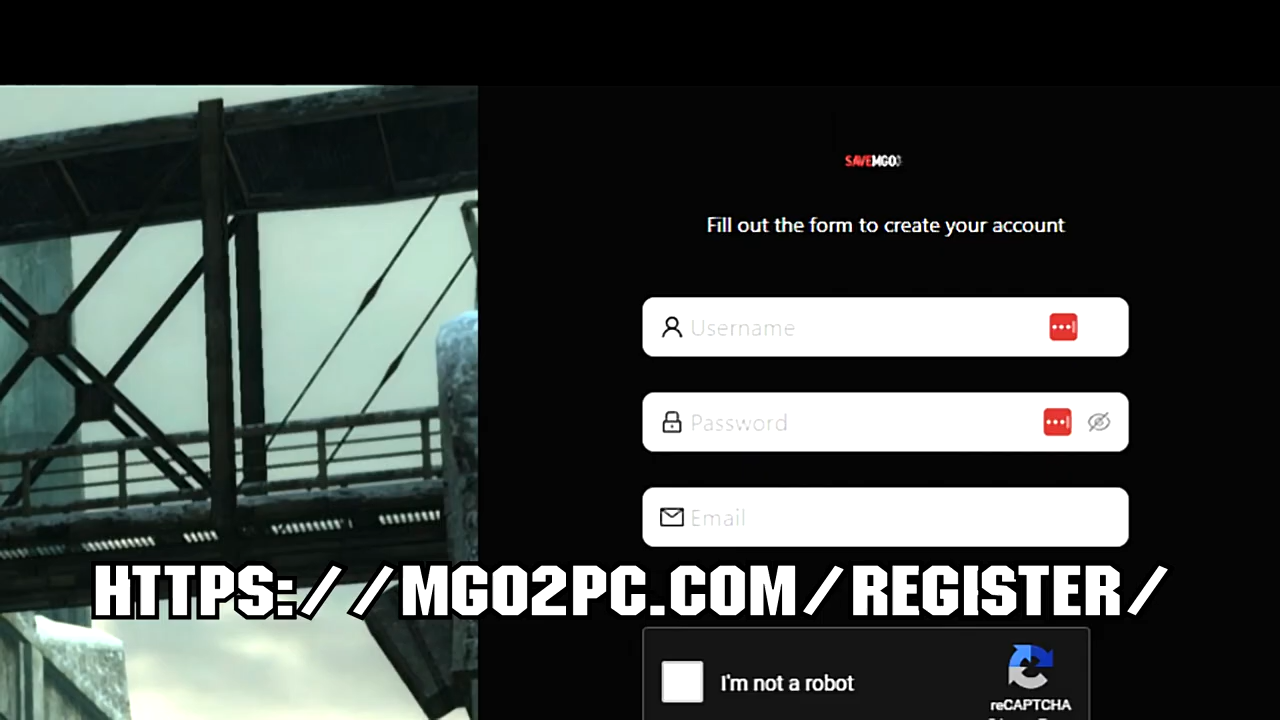 SAVEMGO
Fill out the form to create your account
Username
Password
Email
HTTPS://MGO2PC.COM/REGISTER/
I'm not a robot
reCAPTCHA